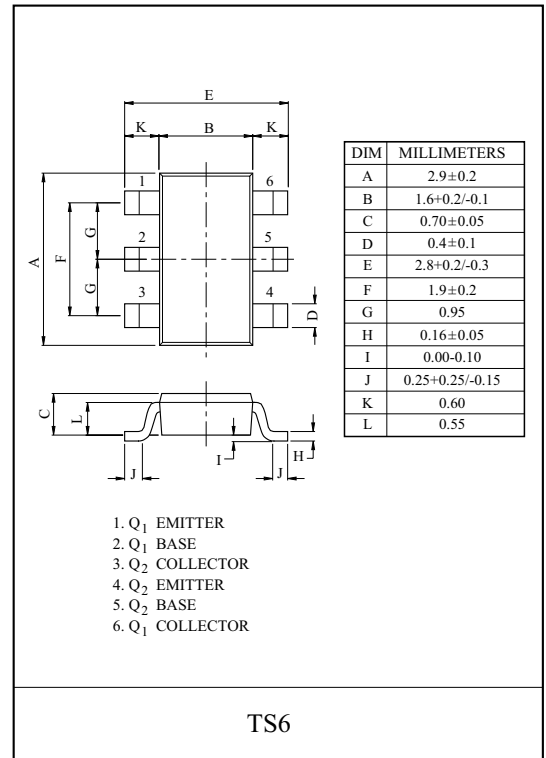 E
K B K
1 6
2 5
3 4
A F G G D
C L I H
J J
DIM MILLIMETERS
A 2.9±0.2
B 1.6+0.2/-0.1
C 0.70±0.05
D 0.4±0.1
E 2.8+0.2/-0.3
F 1.9±0.2
G 0.95
H 0.16±0.05
I 0.00-0.10
J 0.25+0.25/-0.15
K 0.60
L 0.55
1. Q1 EMITTER
2. Q1 BASE
3. Q2 COLLECTOR
4. Q2 EMITTER
5. Q2 BASE
6. Q1 COLLECTOR
TS6